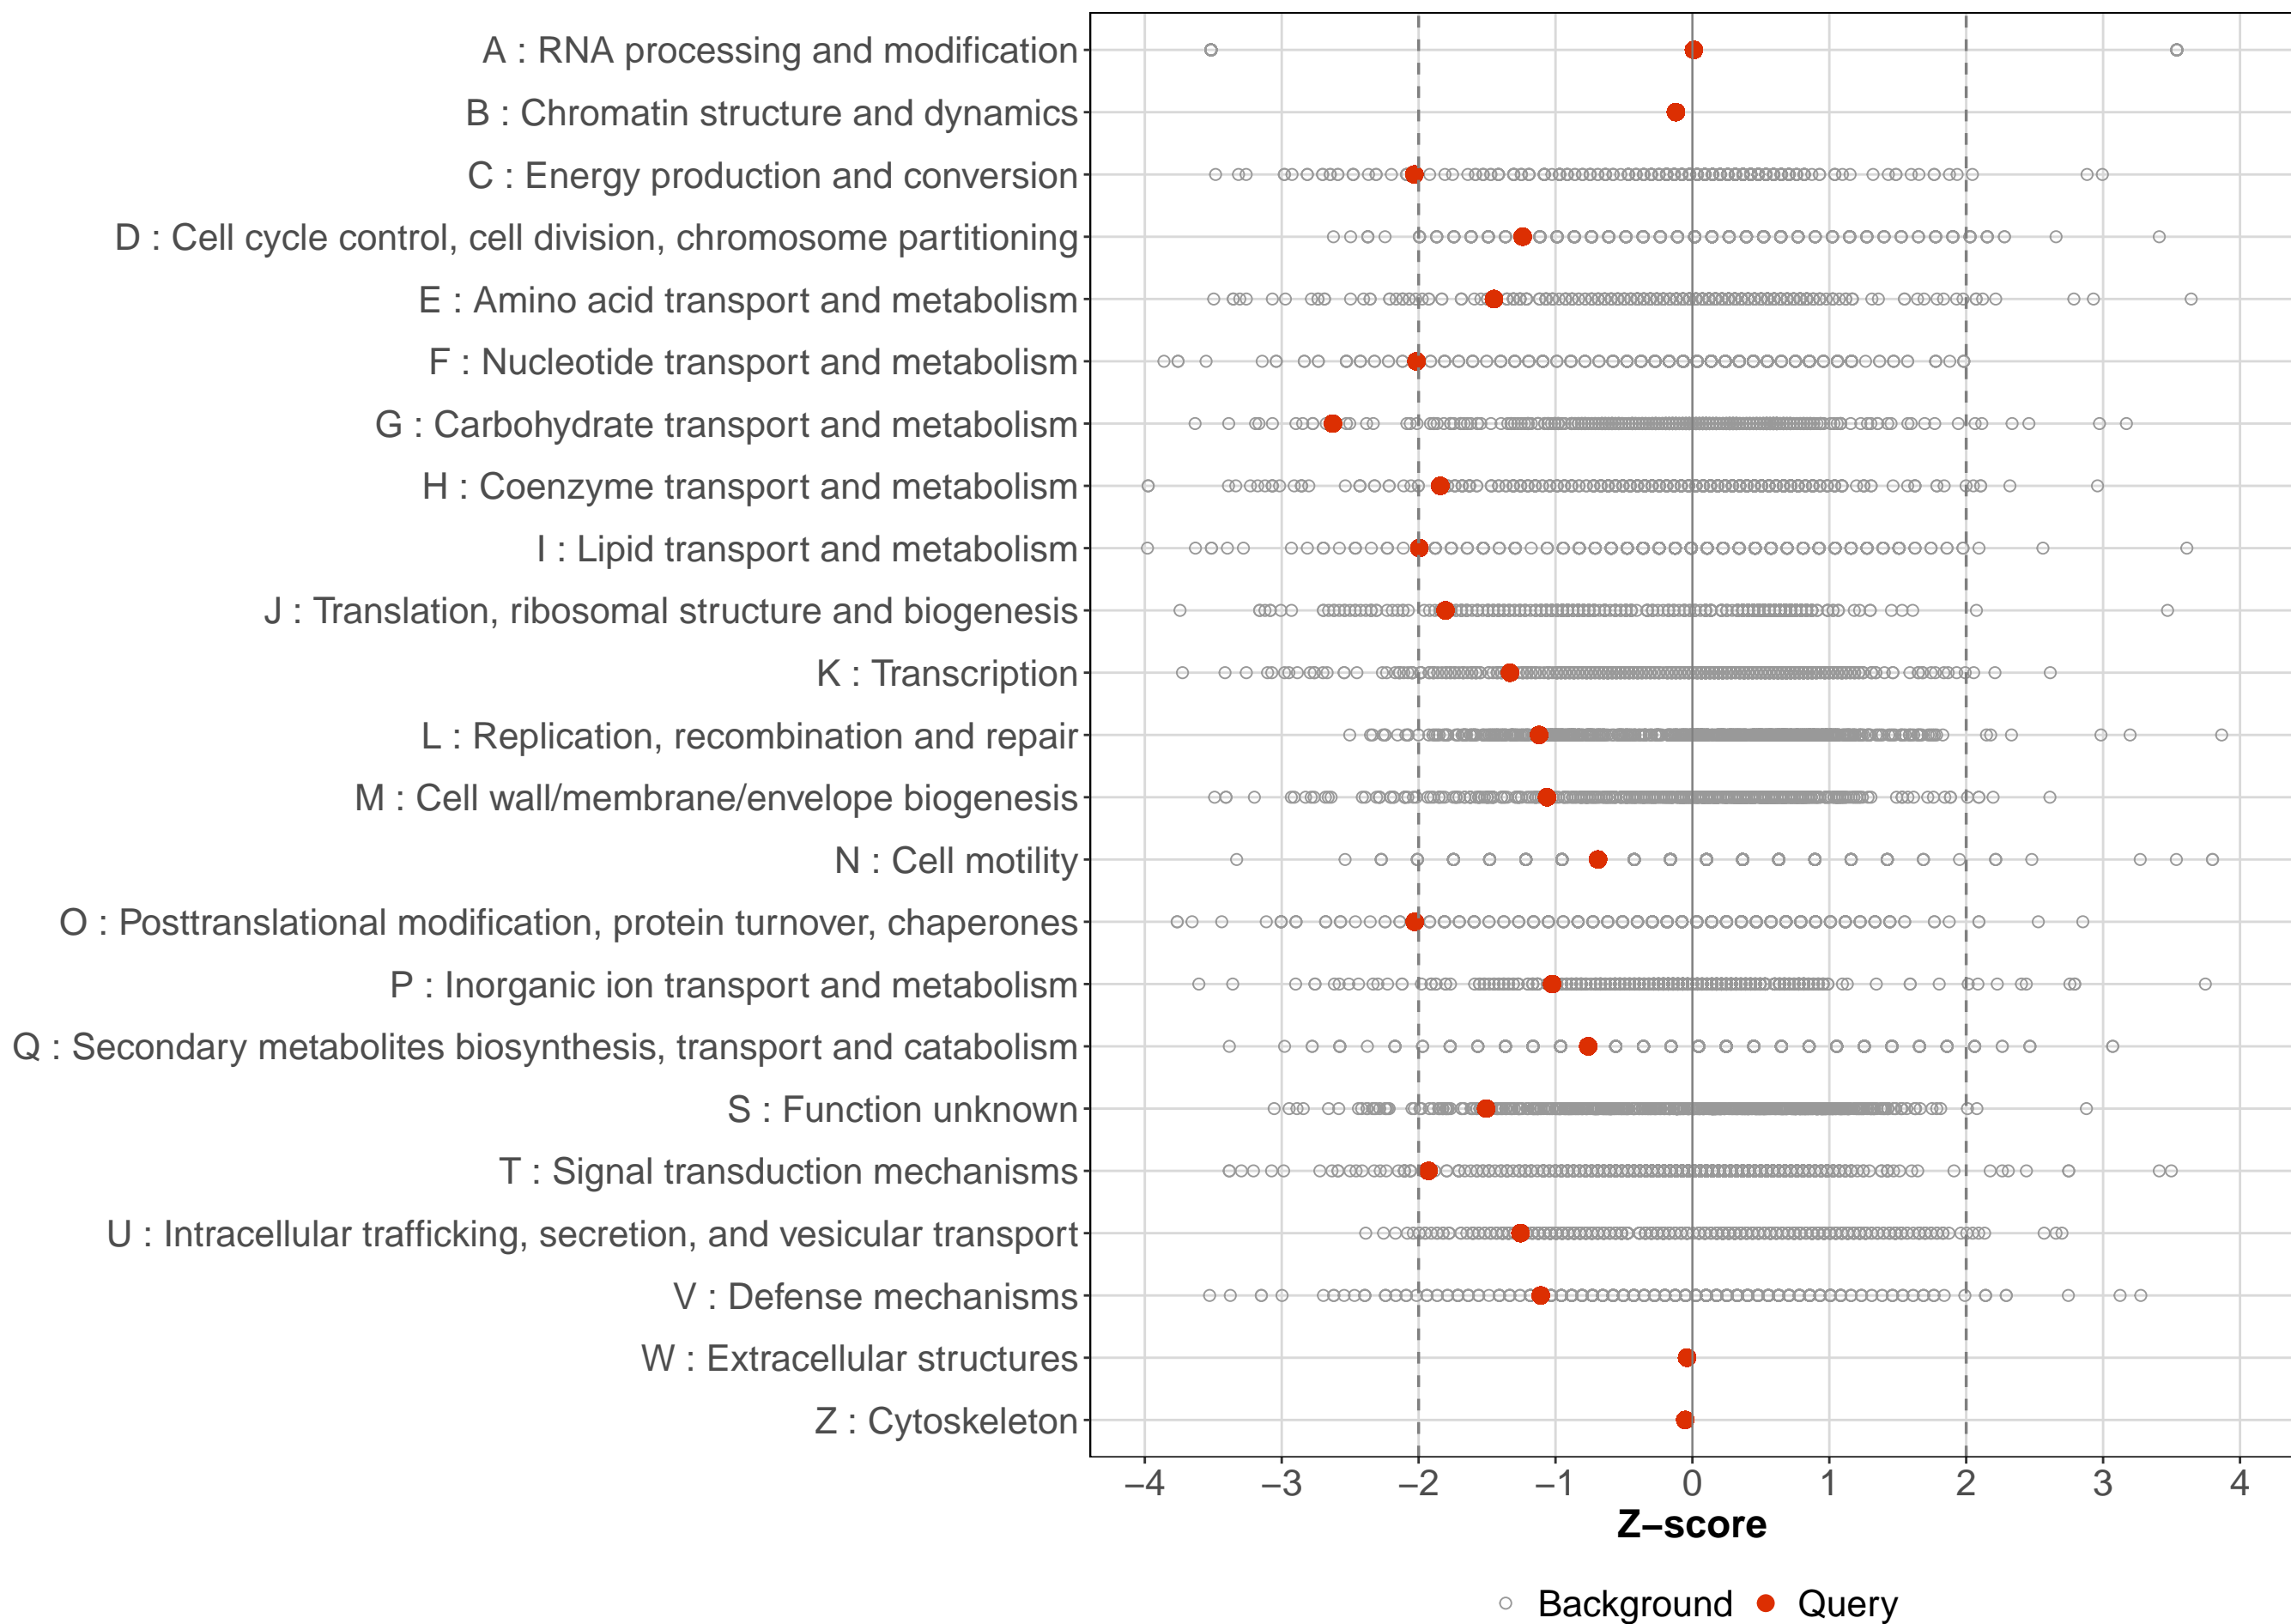 A : RNA processing and modification
B : Chromatin structure and dynamics
C : Energy production and conversion
D : Cell cycle control, cell division, chromosome partitioning
E : Amino acid transport and metabolism
F : Nucleotide transport and metabolism
G : Carbohydrate transport and metabolism
H : Coenzyme transport and metabolism
I : Lipid transport and metabolism
J : Translation, ribosomal structure and biogenesis
K : Transcription
L : Replication, recombination and repair
M : Cell wall/membrane/envelope biogenesis
N : Cell motility
O : Posttranslational modification, protein turnover, chaperones
P : Inorganic ion transport and metabolism
Q : Secondary metabolites biosynthesis, transport and catabolism
S : Function unknown
T : Signal transduction mechanisms
U : Intracellular trafficking, secretion, and vesicular transport
V : Defense mechanisms
W : Extracellular structures
Z : Cytoskeleton
−4 −3 −2 −1 0 1 2 3 4
Z−score
Background Query